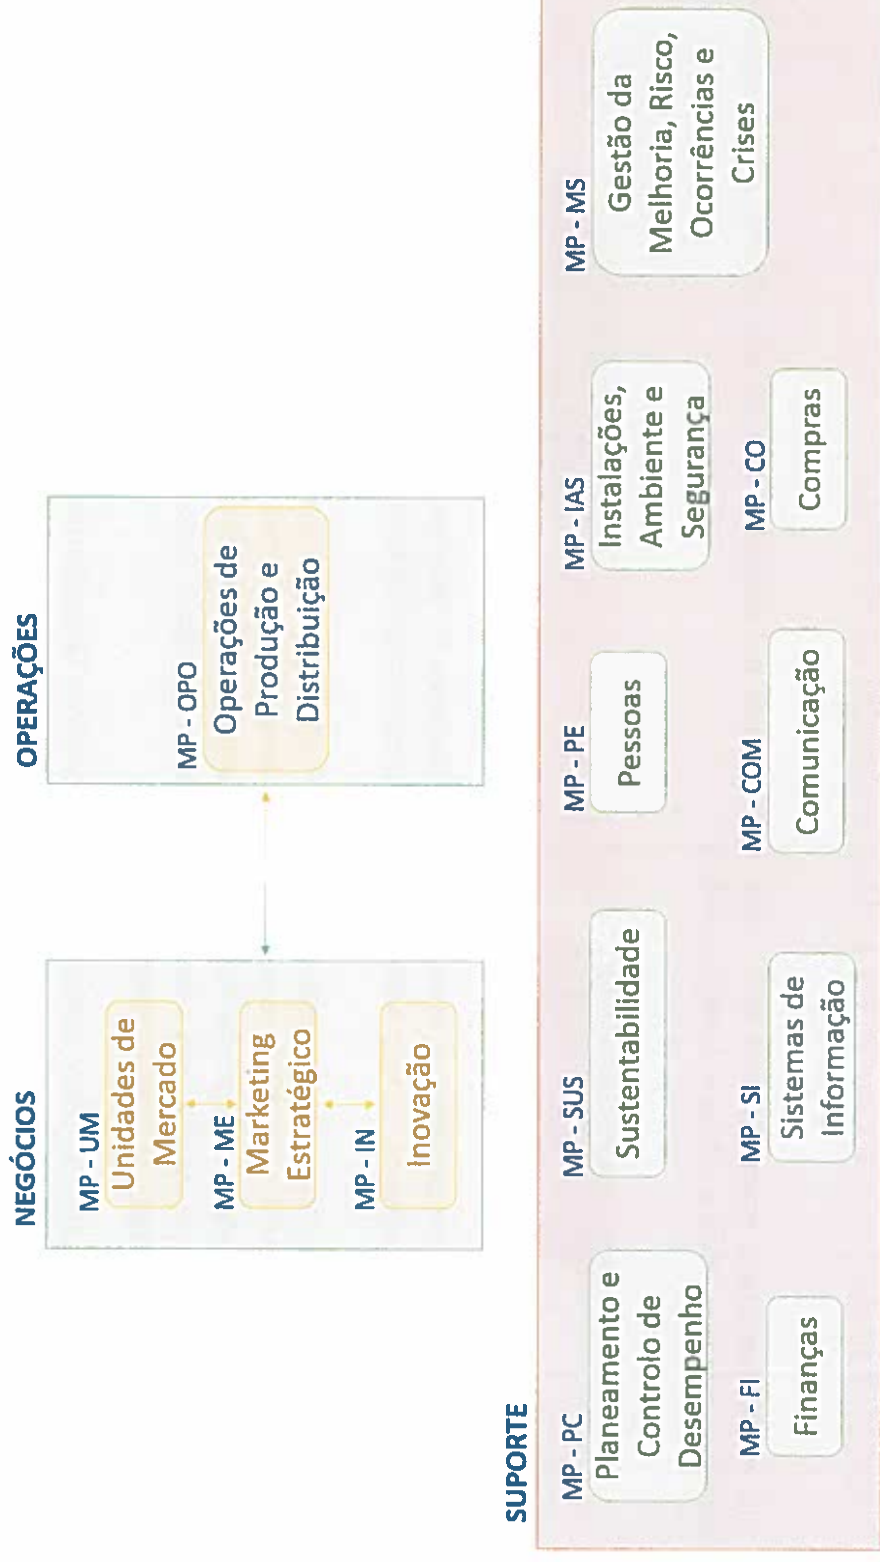 NEGÓCIOS
MP - UM
Unidades de
Mercado
MP - ME
Marketing
Estratégico
MP - IN
Inovação
OPERAÇÕES
MP - OPO
Operações de
Produção e
Distribuição
SUPORTE
MP - PC
Planeamento e
Controlo de
Desempenho
MP - SUS
Sustentabilidade
MP - PE
Pessoas
MP - IAS
Instalações,
Ambiente e
Segurança
MP - MS
Gestão da
Melhoria, Risco,
Ocorrências e
Crises
MP - FI
Finanças
MP - SI
Sistemas de
Informação
MP - COM
Comunicação
MP - CO
Compras